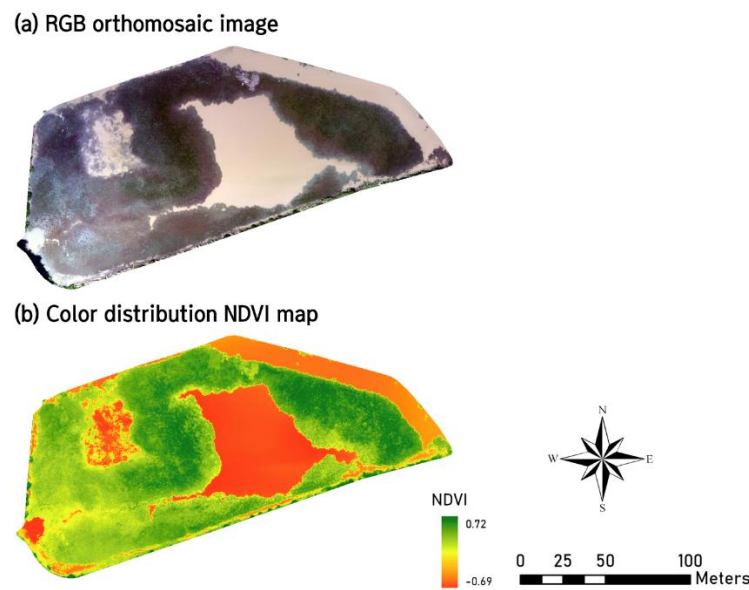 (a) RGB orthomosaic image
(b) Color distribution NDVI map
N
W E
S
NDVI
0.72
-0.69
0 25 50 100
Meters